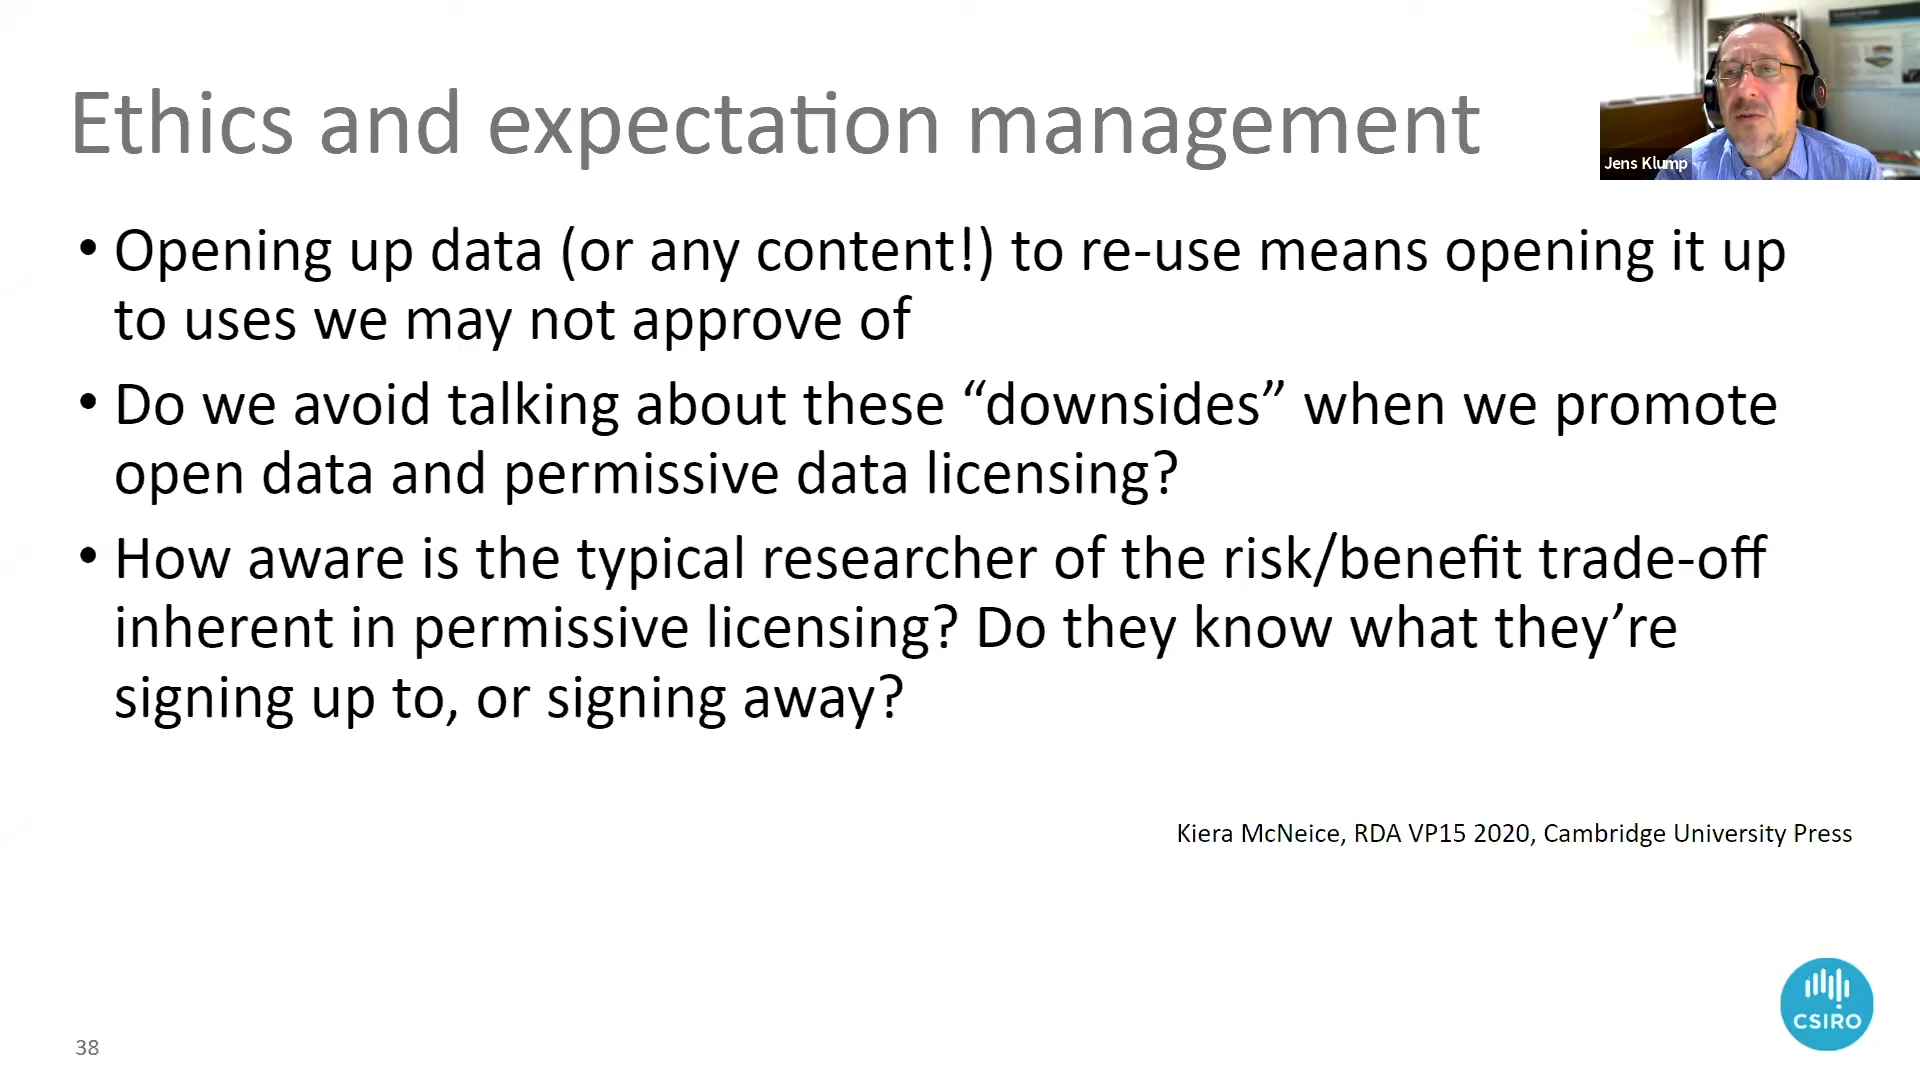 Ethics and expectation management
Jens Klump
• Opening up data (or any content!) to re-use means opening it up
to uses we may not approve of
• Do we avoid talking about these “downsides” when we promote
open data and permissive data licensing?
• How aware is the typical researcher of the risk/benefit trade-off
inherent in permissive licensing? Do they know what they’re
signing up to, or signing away?
Kiera McNeice, RDA VP15 2020, Cambridge University Press
CSIRO
38